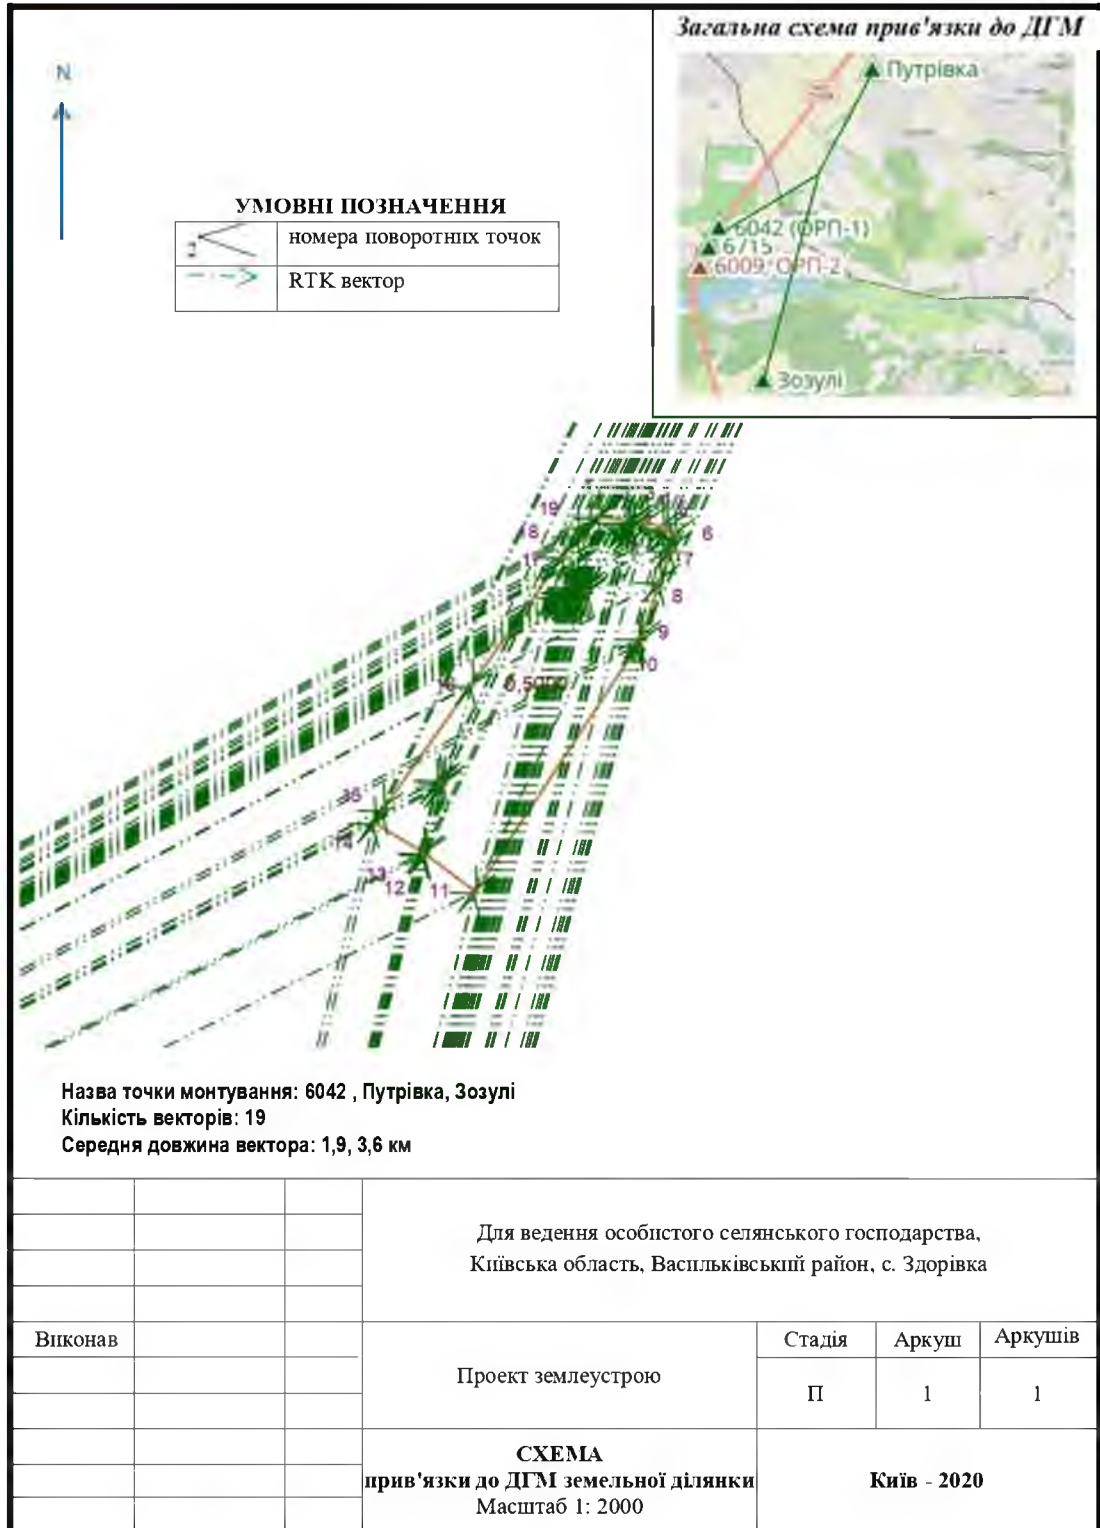 Загальна схема прив'язки до ДГМ
N
Путрівка
6042 (ОРП-1)
6715
6009, ОРП-2
Зозулі
УМОВНІ ПОЗНАЧЕННЯ
2
номера поворотних точок
RTK вектор
19
18
6
7
8
9
10
16
15
14
13
12
11
Назва точки монтування: 6042 , Путрівка, Зозулі
Кількість векторів: 19
Середня довжина вектора: 1,9, 3,6 км
Для ведення особистого селянського господарства,
Київська область, Васильківський район, с. Здорівка
Виконав
Проект землеустрою
Стадія
Аркуш
Аркушів
П
1
1
СХЕМА
прив'язки до ДГМ земельної ділянки
Масштаб 1: 2000
Київ - 2020